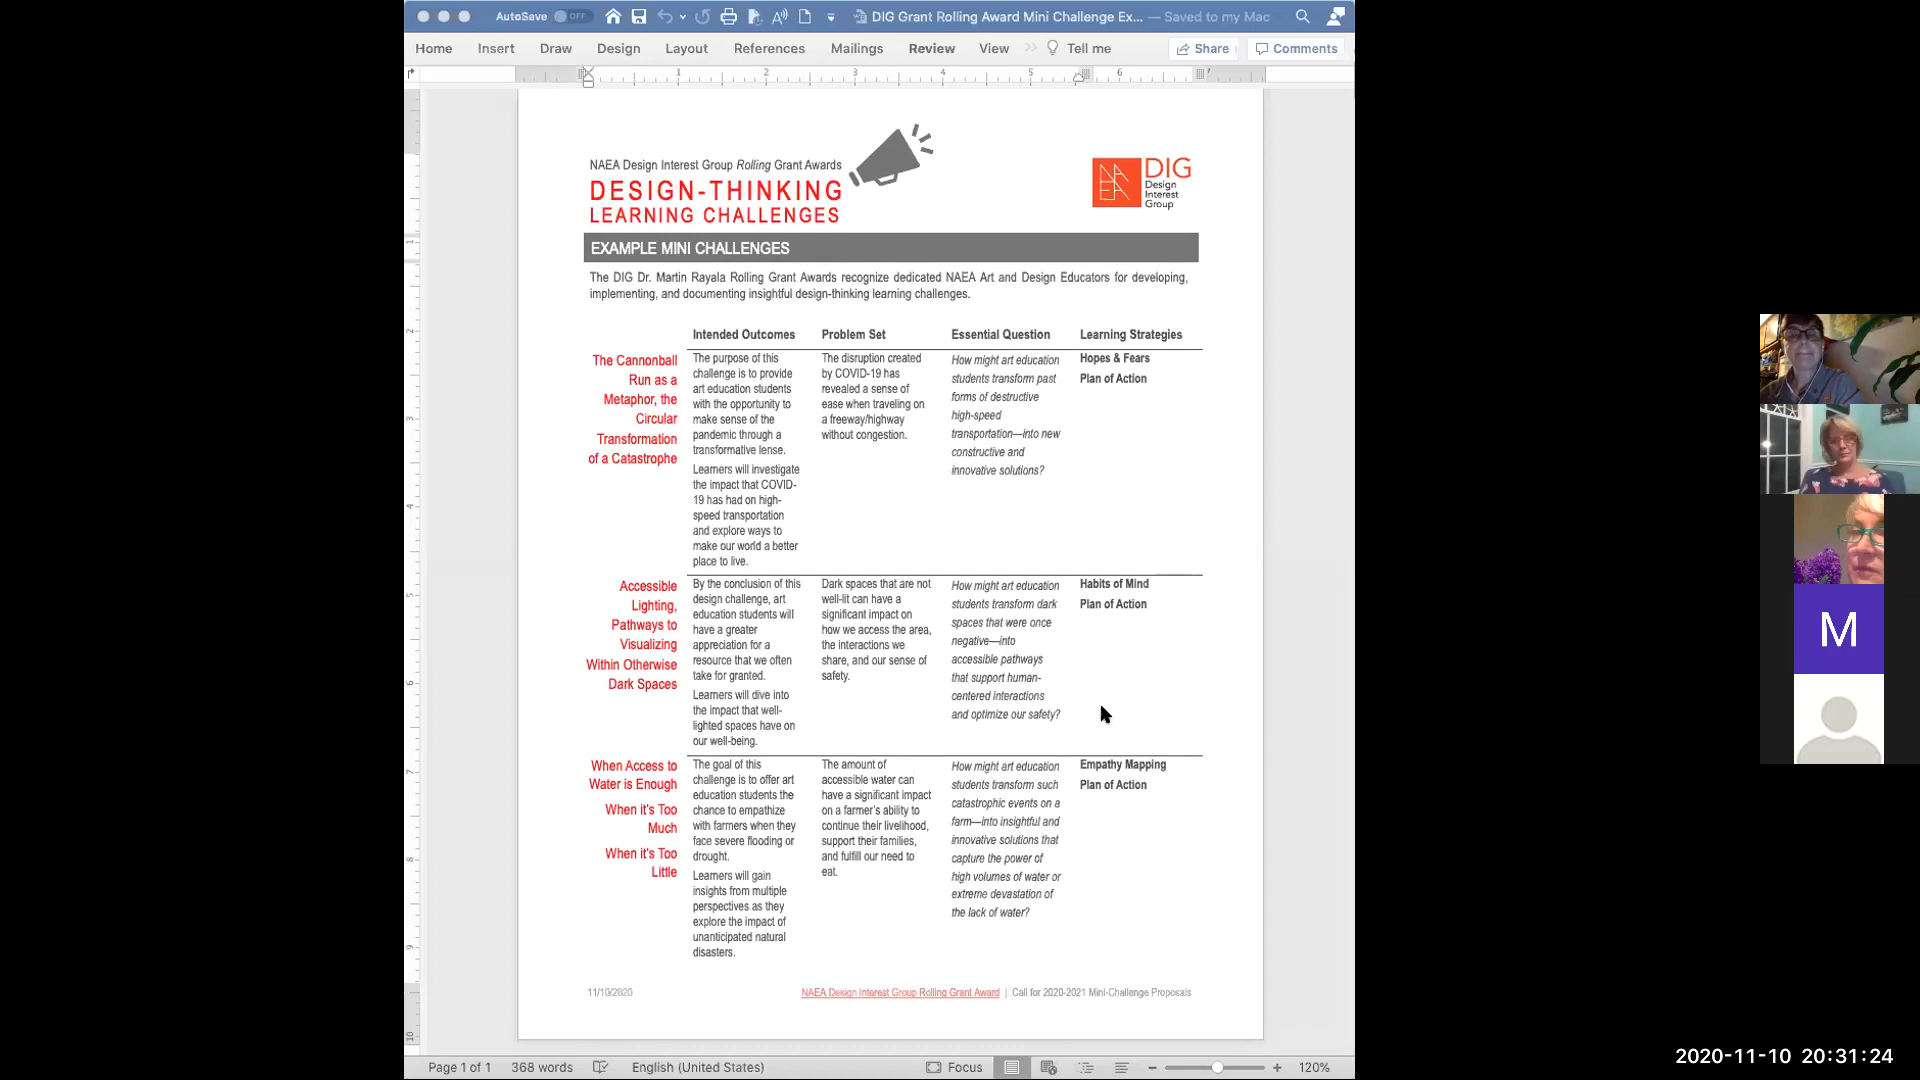 AutoSave OFF
DIG Grant Rolling Award Mini Challenge Ex... — Saved to my Mac
Home Insert Draw Design Layout References Mailings Review View Tell me Share Comments
1 2 3 4 5 6 7
NAEA Design Interest Group Rolling Grant Awards
DESIGN-THINKING
LEARNING CHALLENGES
NAEA
DIG
Design
Interest
Group
EXAMPLE MINI CHALLENGES
The DIG Dr. Martin Rayala Rolling Grant Awards recognize dedicated NAEA Art and Design Educators for developing,
implementing, and documenting insightful design-thinking learning challenges.
Intended Outcomes Problem Set Essential Question Learning Strategies
The Cannonball
Run as a
Metaphor, the
Circular
Transformation
of a Catastrophe
The purpose of this
challenge is to provide
art education students
with the opportunity to
make sense of the
pandemic through a
transformative lense.
Learners will investigate
the impact that COVID-
19 has had on high-
speed transportation
and explore ways to
make our world a better
place to live.
The disruption created
by COVID-19 has
revealed a sense of
ease when traveling on
a freeway/highway
without congestion.
How might art education
students transform past
forms of destructive
high-speed
transportation—into new
constructive and
innovative solutions?
Hopes & Fears
Plan of Action
Accessible
Lighting,
Pathways to
Visualizing
Within Otherwise
Dark Spaces
By the conclusion of this
design challenge, art
education students will
have a greater
appreciation for a
resource that we often
take for granted.
Learners will dive into
the impact that well-
lighted spaces have on
our well-being.
Dark spaces that are not
well-lit can have a
significant impact on
how we access the area,
the interactions we
share, and our sense of
safety.
How might art education
students transform dark
spaces that were once
negative—into
accessible pathways
that support human-
centered interactions
and optimize our safety?
Habits of Mind
Plan of Action
When Access to
Water is Enough
When it's Too
Much
When it's Too
Little
The goal of this
challenge is to offer art
education students the
chance to empathize
with farmers when they
face severe flooding or
drought.
Learners will gain
insights from multiple
perspectives as they
explore the impact of
unanticipated natural
disasters.
The amount of
accessible water can
have a significant impact
on a farmer's ability to
continue their livelihood,
support their families,
and fulfill our need to
eat.
How might art education
students transform such
catastrophic events on a
farm—into insightful and
innovative solutions that
capture the power of
high volumes of water or
extreme devastation of
the lack of water?
Empathy Mapping
Plan of Action
11/10/2020 NAEA Design Interest Group Rolling Grant Award | Call for 2020-2021 Mini-Challenge Proposals
Page 1 of 1 368 words English (United States) Focus 120%
M
2020-11-10 20:31:24